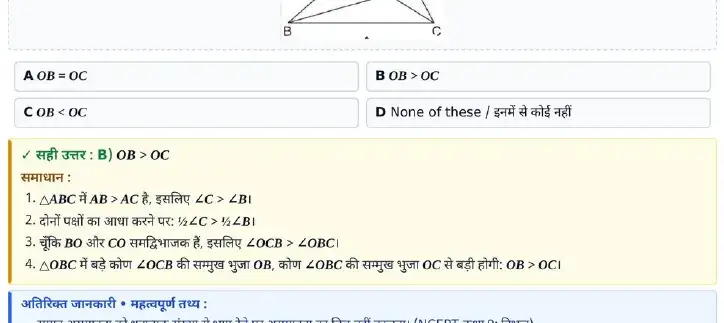 B
C
A OB = OC
B OB > OC
C OB < OC
D None of these / इनमें से कोई नहीं
✓ सही उत्तर : B) OB > OC
समाधान :
1. △ABC में AB > AC है, इसलिए ∠C > ∠B।
2. दोनों पक्षों का आधा करने पर: ½∠C > ½∠B।
3. चूँकि BO और CO समद्विभाजक हैं, इसलिए ∠OCB > ∠OBC।
4. △OBC में बड़े कोण ∠OCB की सम्मुख भुजा OB, कोण ∠OBC की सम्मुख भुजा OC से बड़ी होगी: OB > OC।
अतिरिक्त जानकारी • महत्वपूर्ण तथ्य :